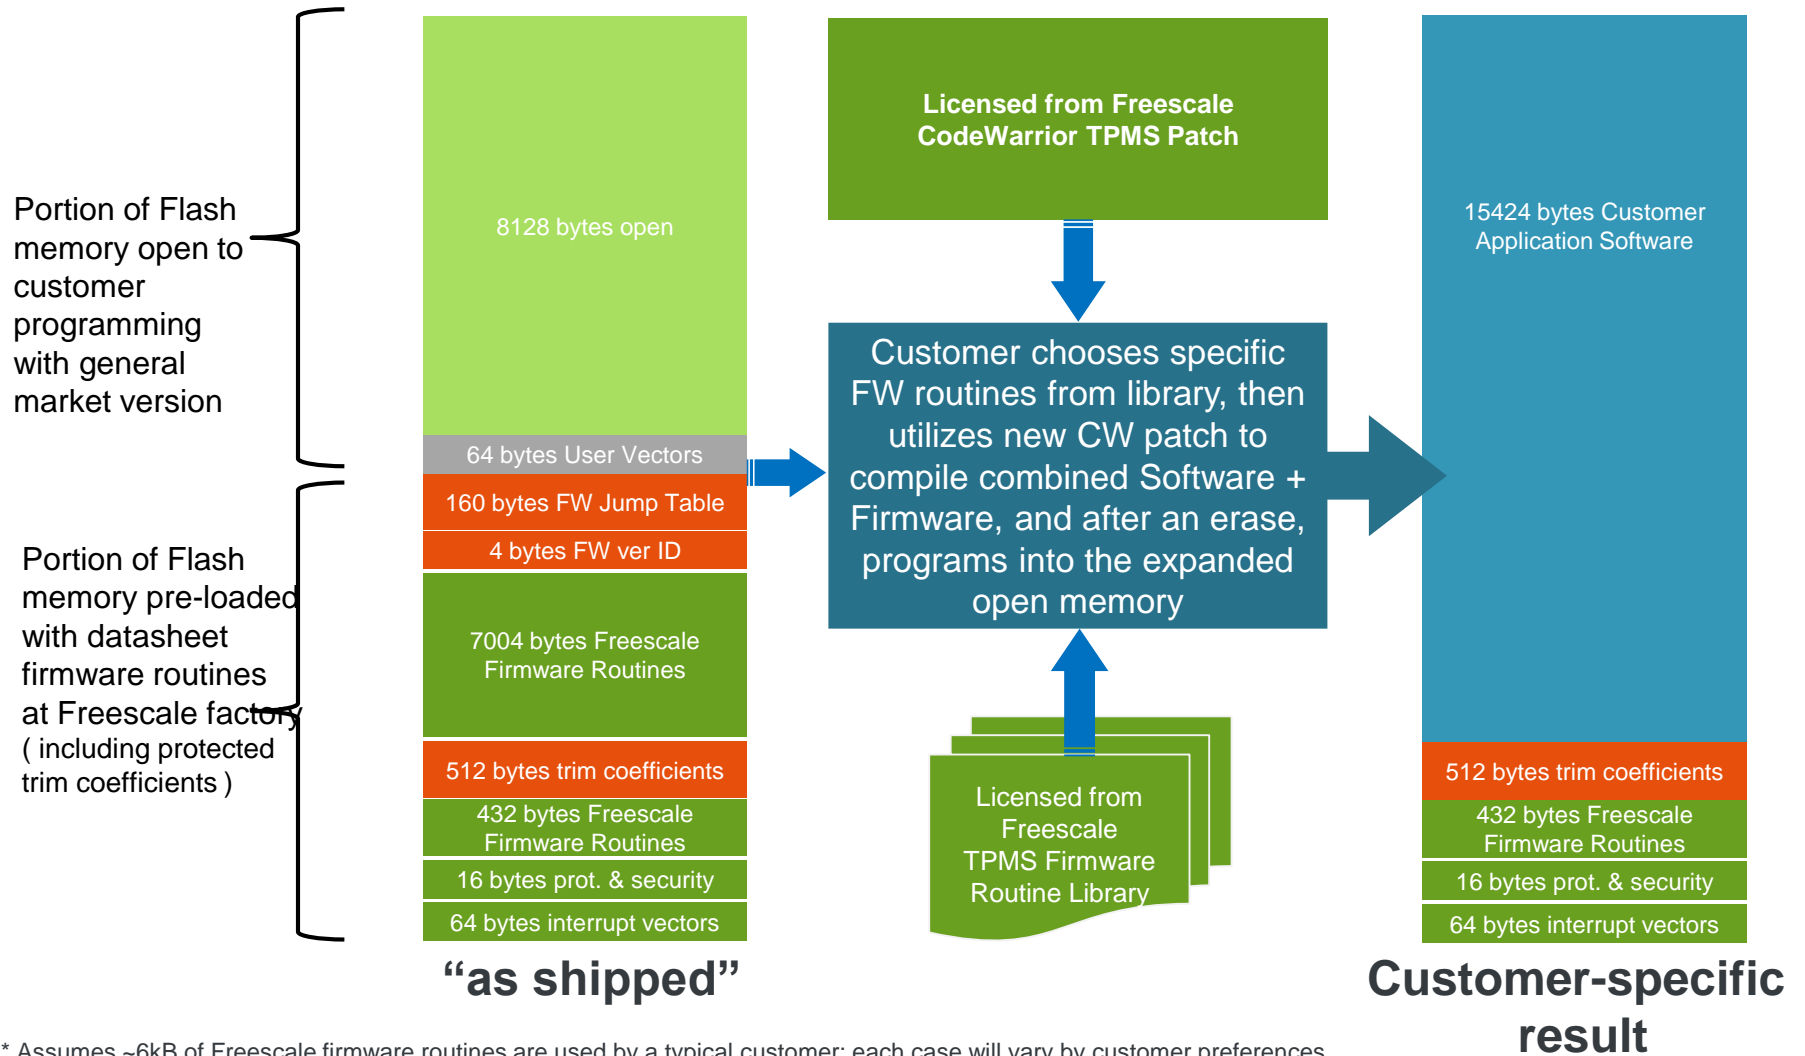 Portion of Flash
memory open to
customer
programming
with general
market version
Portion of Flash
memory pre-loaded
with datasheet
firmware routines
at Freescale factory
( including protected
trim coefficients )
8128 bytes open
64 bytes User Vectors
160 bytes FW Jump Table
4 bytes FW ver ID
7004 bytes Freescale
Firmware Routines
512 bytes trim coefficients
432 bytes Freescale
Firmware Routines
16 bytes prot. & security
64 bytes interrupt vectors
“as shipped”
Licensed from Freescale
CodeWarrior TPMS Patch
Customer chooses specific
FW routines from library, then
utilizes new CW patch to
compile combined Software +
Firmware, and after an erase,
programs into the expanded
open memory
Licensed from
Freescale
TPMS Firmware
Routine Library
15424 bytes Customer
Application Software
512 bytes trim coefficients
432 bytes Freescale
Firmware Routines
16 bytes prot. & security
64 bytes interrupt vectors
Customer-specific
result
* Assumes ~6kB of Freescale firmware routines are used by a typical customer; each case will vary by customer preferences